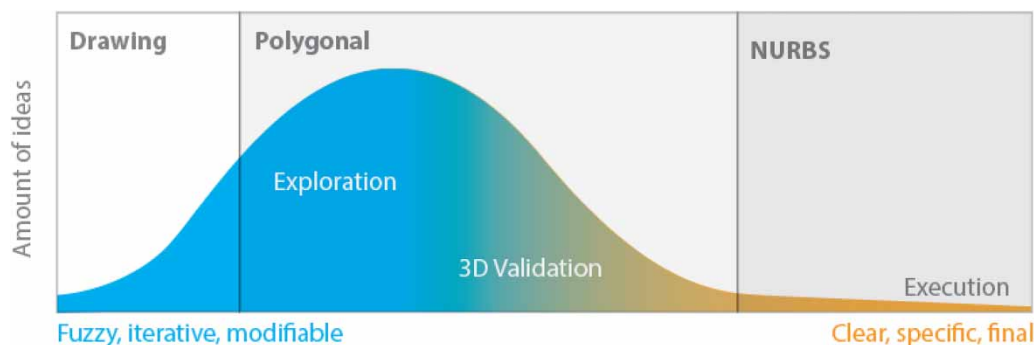 Drawing
Polygonal
NURBS
Amount of ideas
Exploration
3D Validation
Execution
Fuzzy, iterative, modifiable
Clear, specific, final